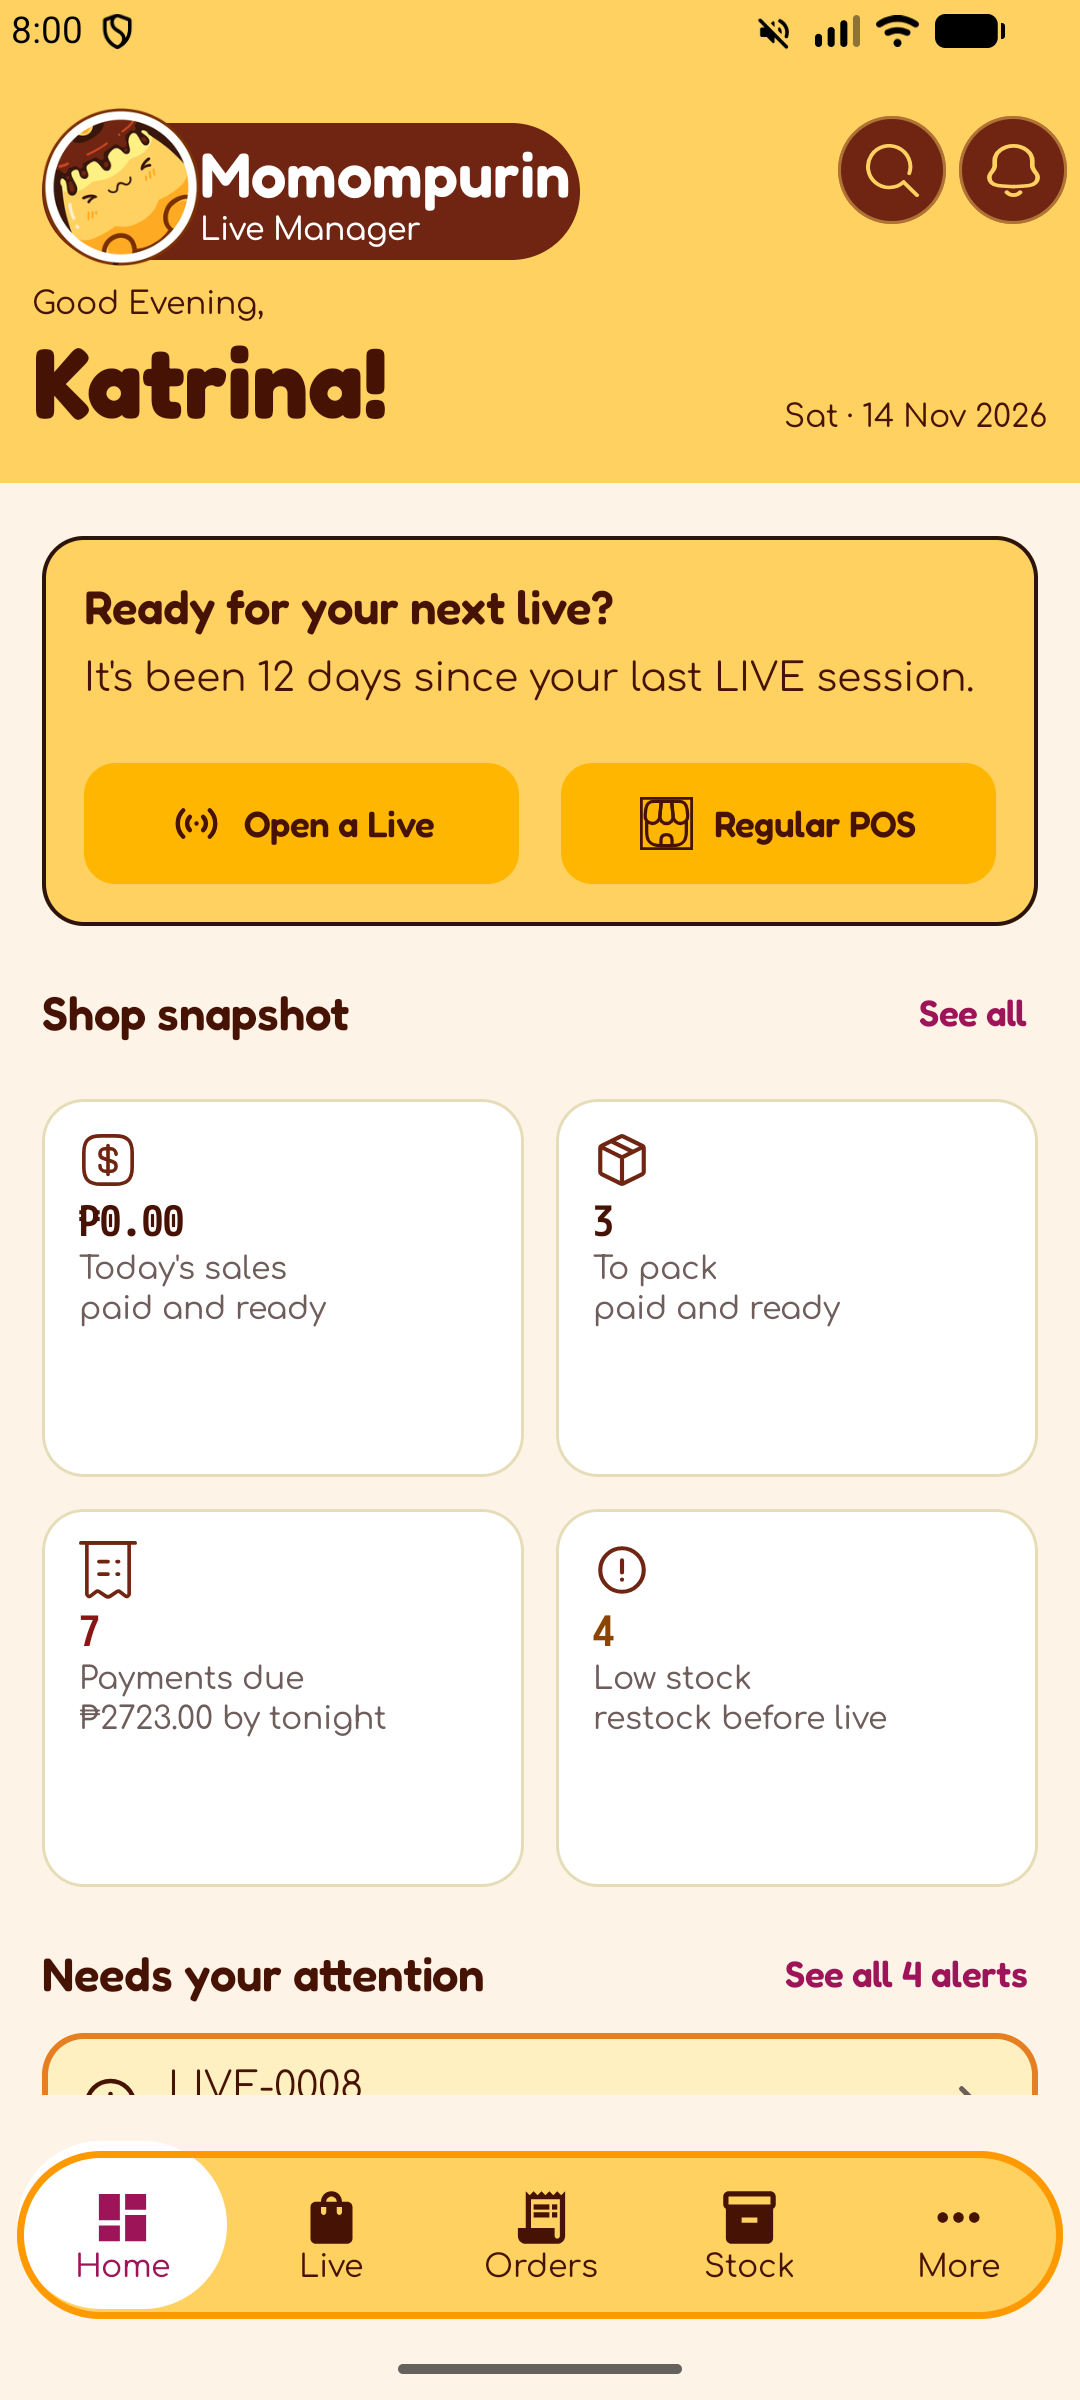 8:00
Momompurin
Live Manager
Good Evening,
Katrina!
Sat · 14 Nov 2026
Ready for your next live?
It's been 12 days since your last LIVE session.
Open a Live
Regular POS
Shop snapshot
See all
₱0.00
Today's sales
paid and ready
3
To pack
paid and ready
7
Payments due
₱2723.00 by tonight
4
Low stock
restock before live
Needs your attention
See all 4 alerts
LIVE-0008
Home
Live
Orders
Stock
More